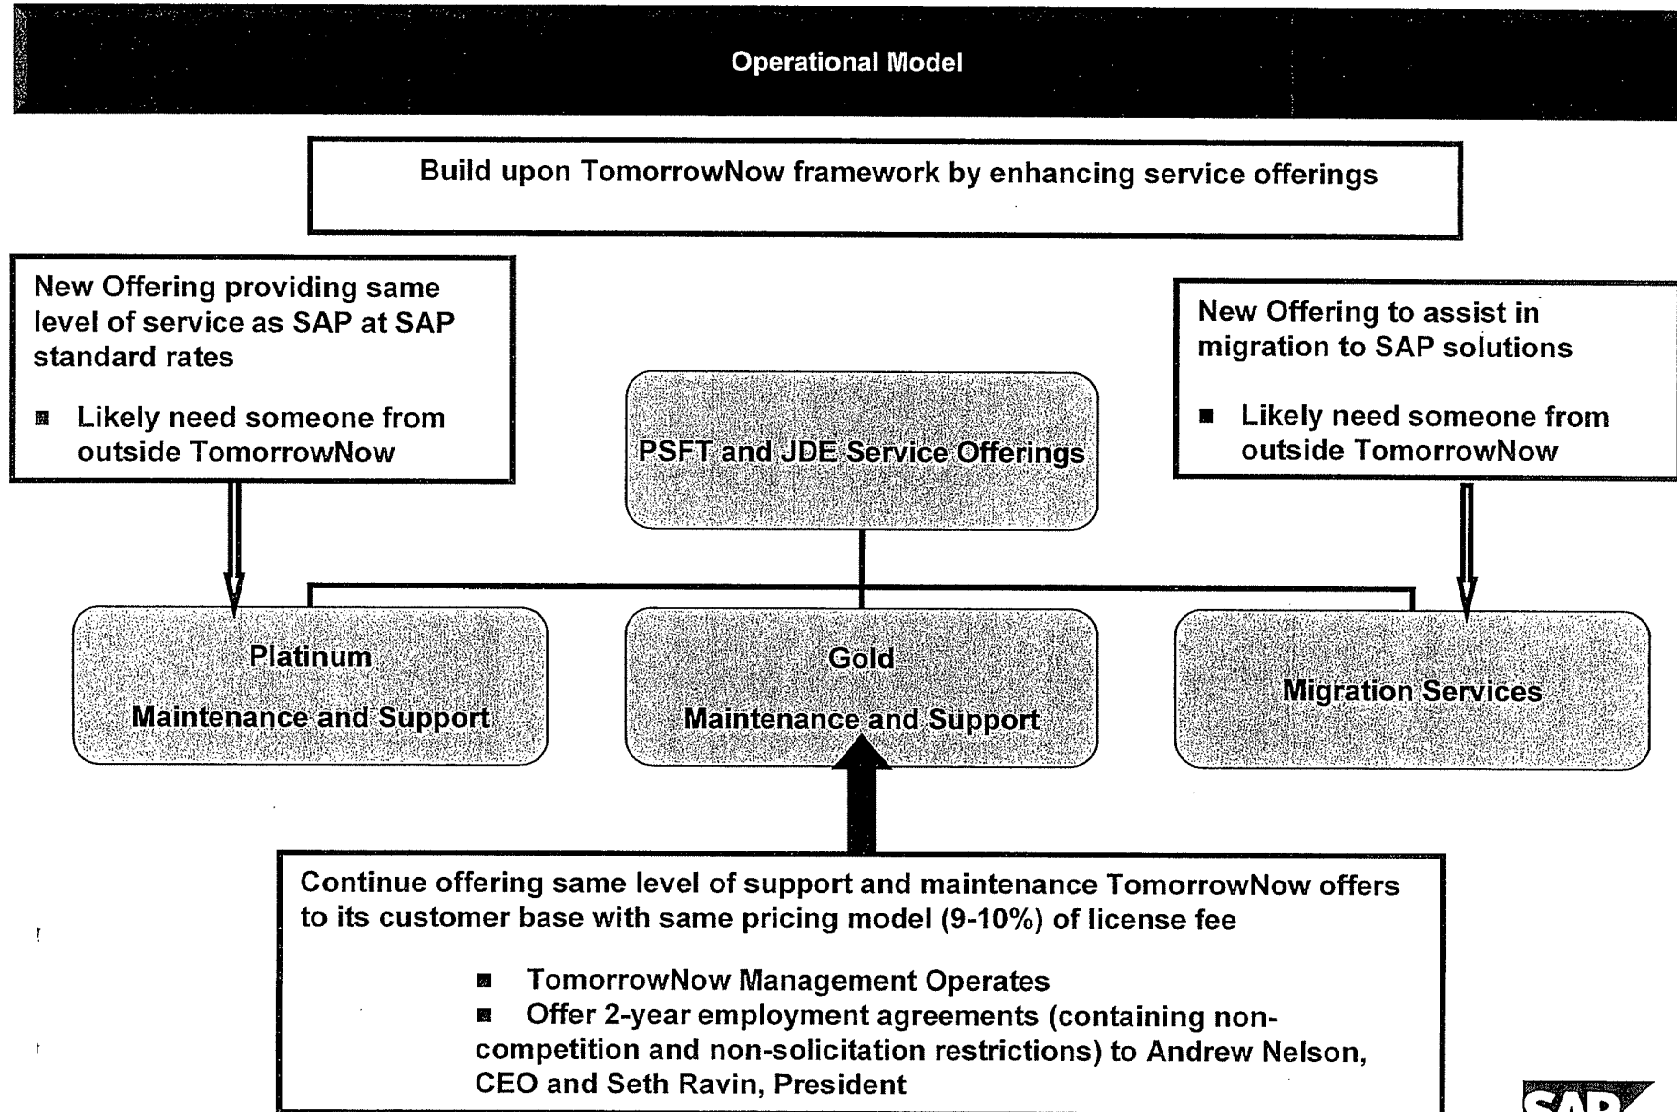 Operational Model
Build upon TomorrowNow framework by enhancing service offerings
New Offering providing same
level of service as SAP at SAP
standard rates
■ Likely need someone from
outside TomorrowNow
New Offering to assist in
migration to SAP solutions
■ Likely need someone from
outside TomorrowNow
PSFT and JDE Service Offerings
Platinum
Maintenance and Support
Gold
Maintenance and Support
Migration Services
Continue offering same level of support and maintenance TomorrowNow offers
to its customer base with same pricing model (9-10%) of license fee
■ TomorrowNow Management Operates
■ Offer 2-year employment agreements (containing non-
competition and non-solicitation restrictions) to Andrew Nelson,
CEO and Seth Ravin, President
SAP